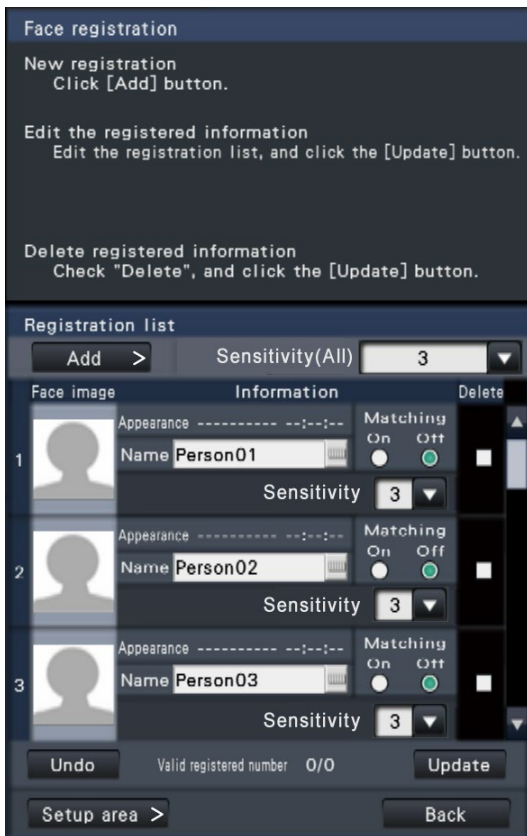 Face registration
New registration
Click [Add] button.
Edit the registered information
Edit the registration list, and click the [Update] button.
Delete registered information
Check "Delete", and click the [Update] button.
Registration list
Add > Sensitivity(All) 3
Face image Information Delete
Appearance ---------- --:--:-- Matching
On Off
1 Name Person01
Sensitivity 3
Appearance ---------- --:--:-- Matching
On Off
2 Name Person02
Sensitivity 3
Appearance ---------- --:--:-- Matching
On Off
3 Name Person03
Sensitivity 3
Undo Valid registered number 0/0 Update
Setup area > Back